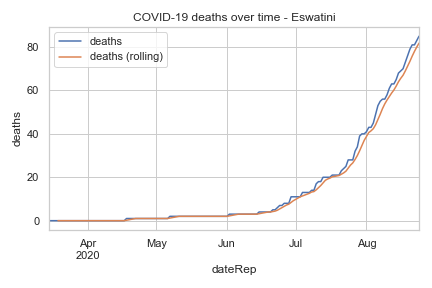 COVID-19 deaths over time - Eswatini
deaths
deaths (rolling)
80
60
40
20
0
deaths
Apr
2020
May
Jun
Jul
Aug
dateRep